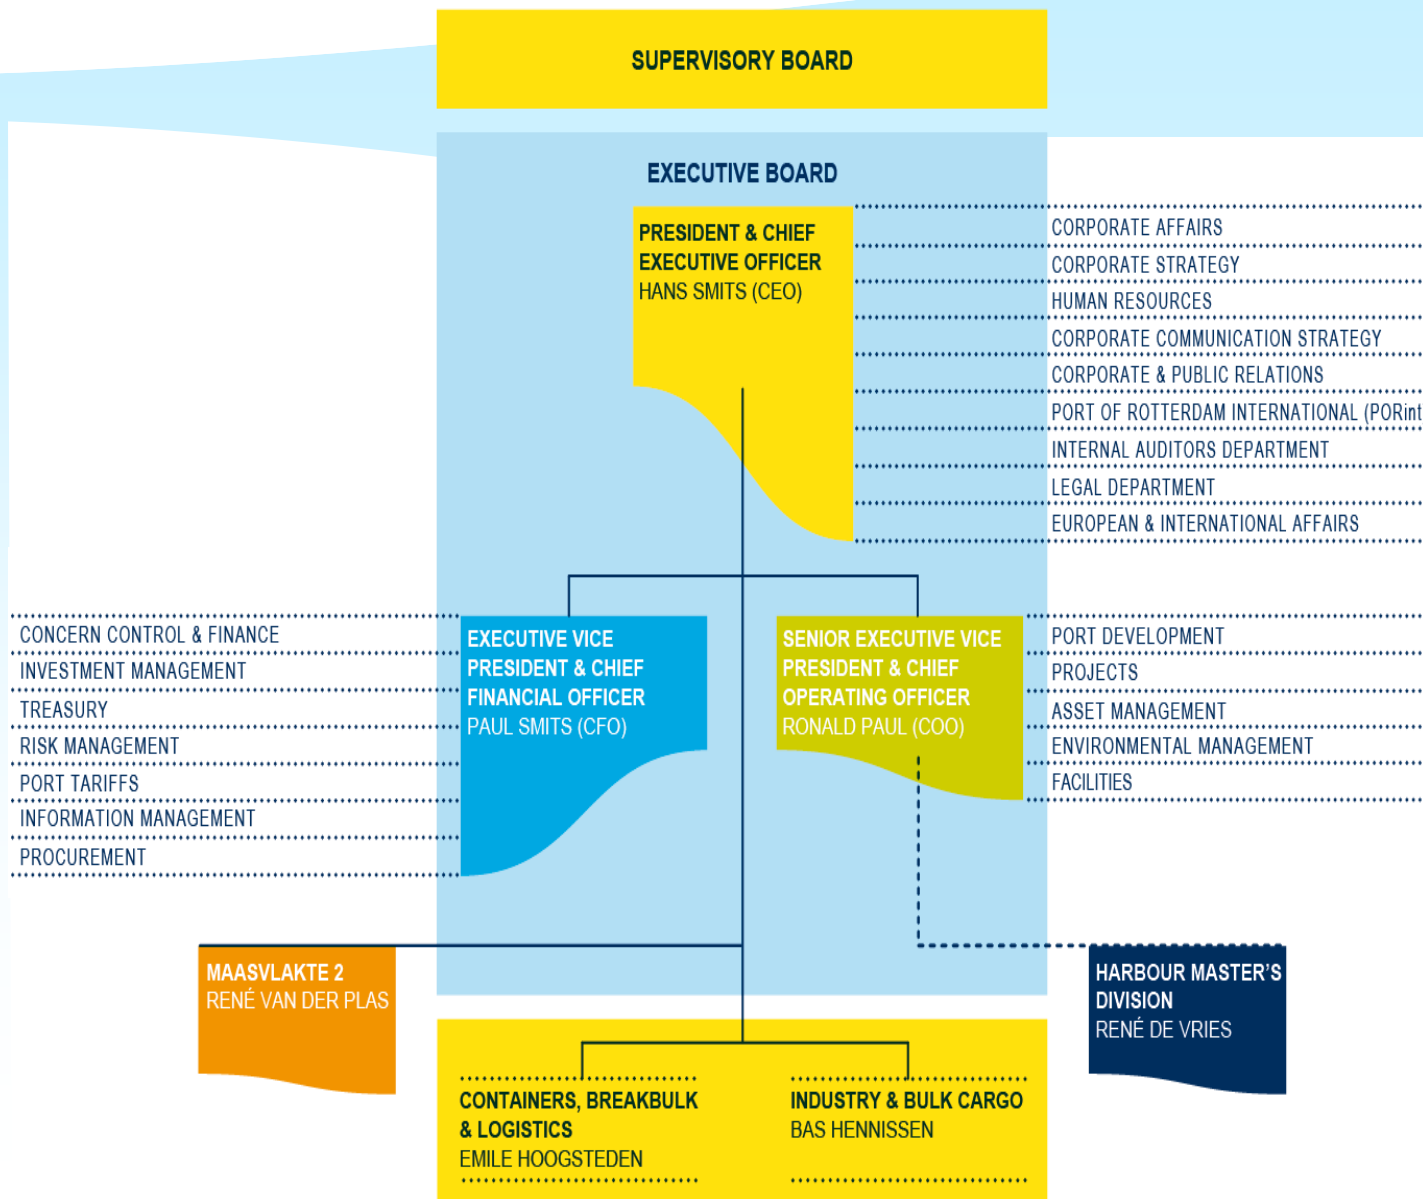 SUPERVISORY BOARD
EXECUTIVE BOARD
PRESIDENT & CHIEF
EXECUTIVE OFFICER
HANS SMITS (CEO)
CORPORATE AFFAIRS
CORPORATE STRATEGY
HUMAN RESOURCES
CORPORATE COMMUNICATION STRATEGY
CORPORATE & PUBLIC RELATIONS
PORT OF ROTTERDAM INTERNATIONAL (PORint
INTERNAL AUDITORS DEPARTMENT
LEGAL DEPARTMENT
EUROPEAN & INTERNATIONAL AFFAIRS
CONCERN CONTROL & FINANCE
INVESTMENT MANAGEMENT
TREASURY
RISK MANAGEMENT
PORT TARIFFS
INFORMATION MANAGEMENT
PROCUREMENT
EXECUTIVE VICE
PRESIDENT & CHIEF
FINANCIAL OFFICER
PAUL SMITS (CFO)
SENIOR EXECUTIVE VICE
PRESIDENT & CHIEF
OPERATING OFFICER
RONALD PAUL (COO)
PORT DEVELOPMENT
PROJECTS
ASSET MANAGEMENT
ENVIRONMENTAL MANAGEMENT
FACILITIES
MAASVLAKTE 2
RENÉ VAN DER PLAS
HARBOUR MASTER'S
DIVISION
RENÉ DE VRIES
CONTAINERS, BREAKBULK
& LOGISTICS
EMILE HOOGSTEDEN
INDUSTRY & BULK CARGO
BAS HENNISSEN